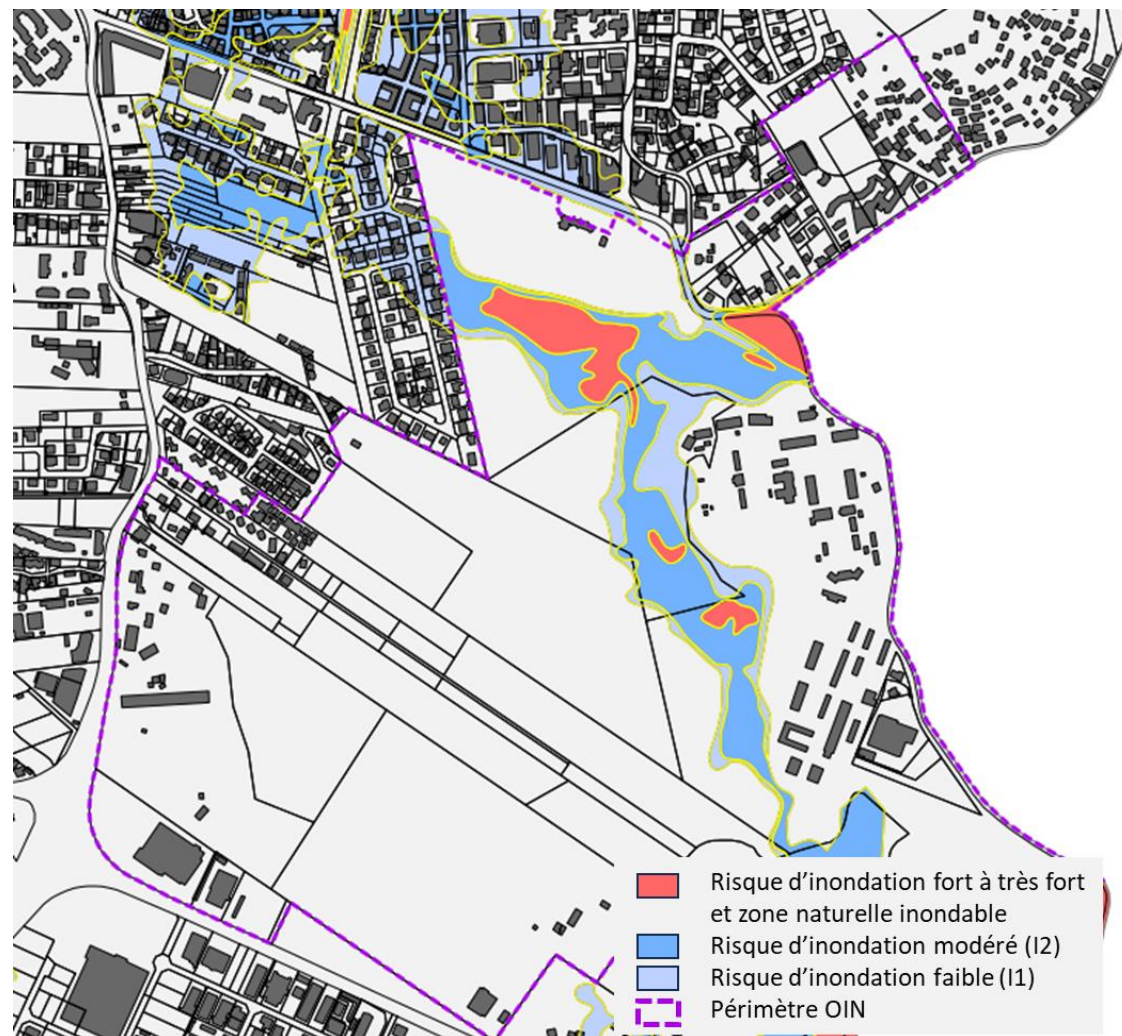 Risque d'inondation fort à très fort
et zone naturelle inondable
Risque d'inondation modéré (I2)
Risque d'inondation faible (I1)
Périmètre OIN